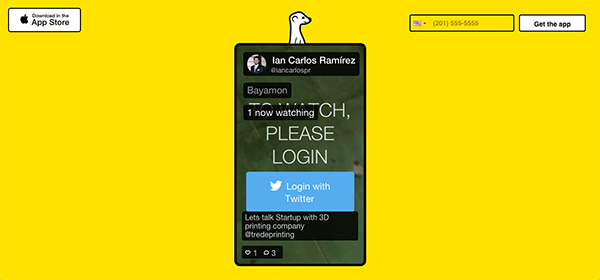 Download in the
App Store
(201) 555-5555
Get the app
Ian Carlos Ramírez
@iancarlospr
Bayamon
TO WATCH,
1 now watching
PLEASE
LOGIN
Login with
Twitter
Lets talk Startup with 3D
printing company
@tredeprinting
1 3